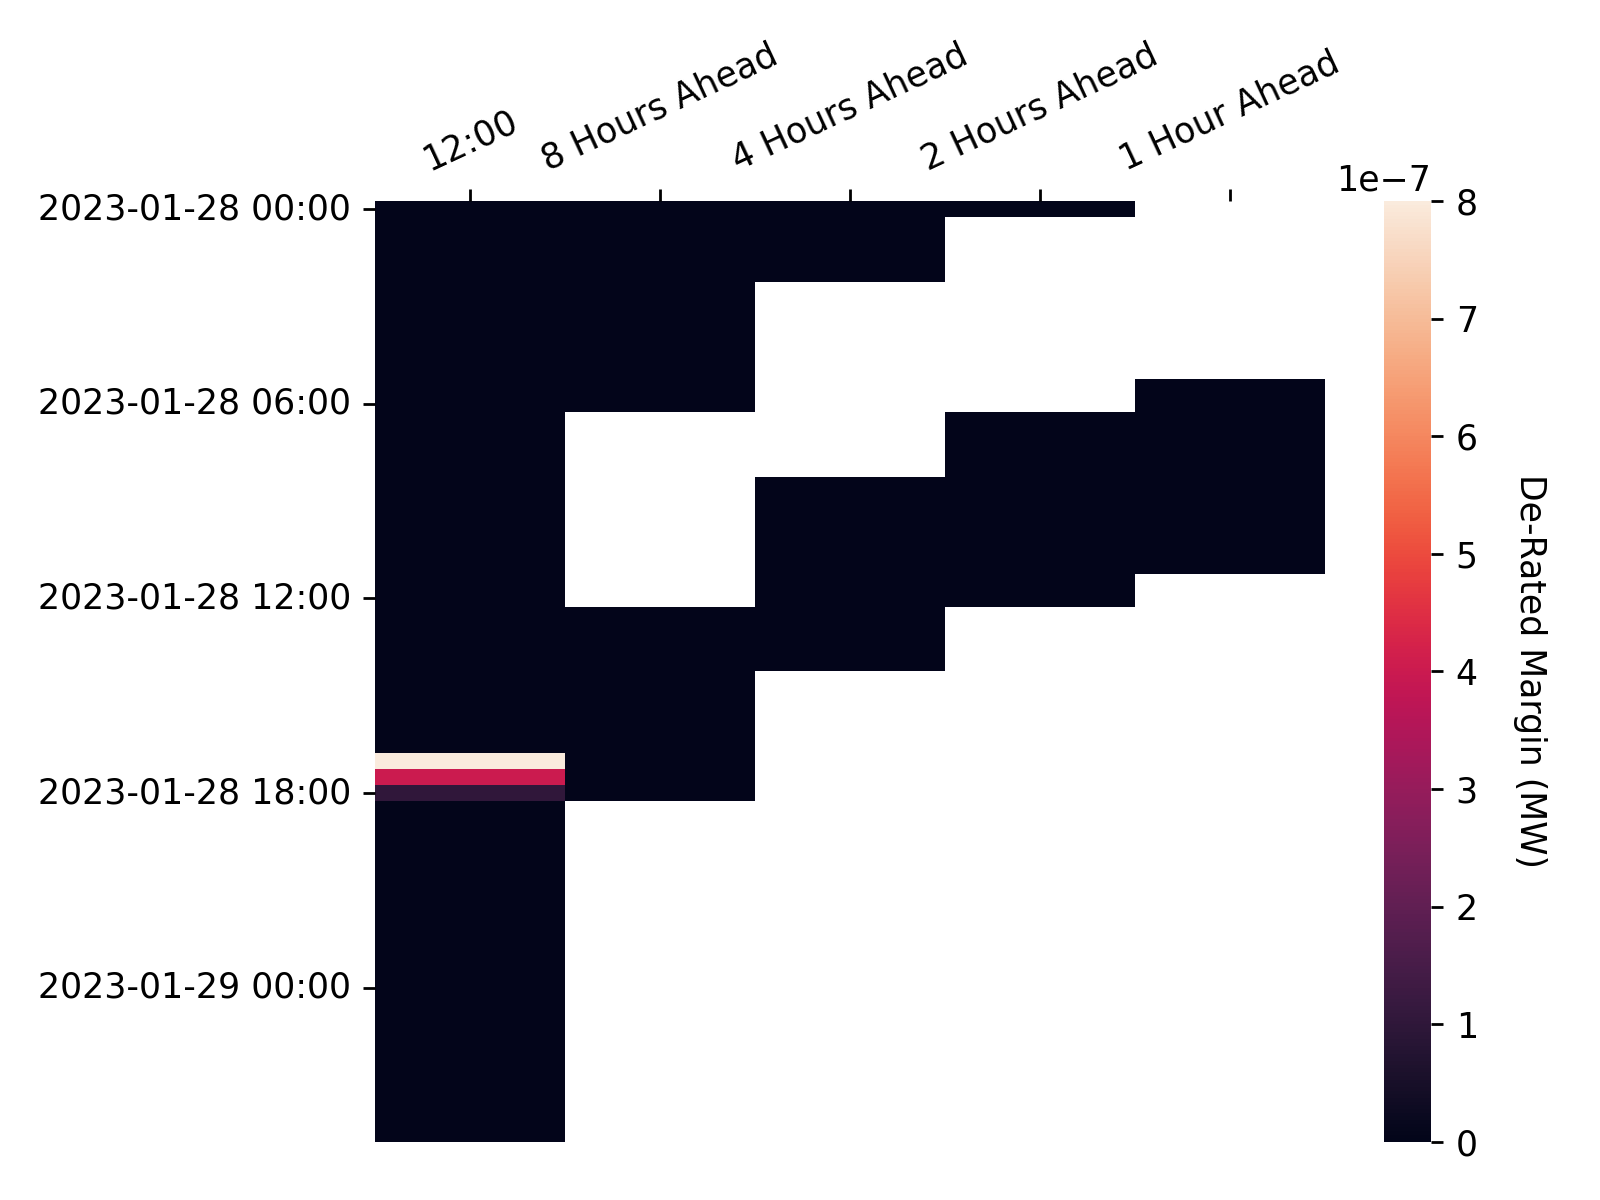 12:00
8 Hours Ahead
4 Hours Ahead
2 Hours Ahead
1 Hour Ahead
2023-01-28 00:00
2023-01-28 06:00
2023-01-28 12:00
2023-01-28 18:00
2023-01-29 00:00
1e−7
8
7
6
5
4
3
2
1
0
De-Rated Margin (MW)